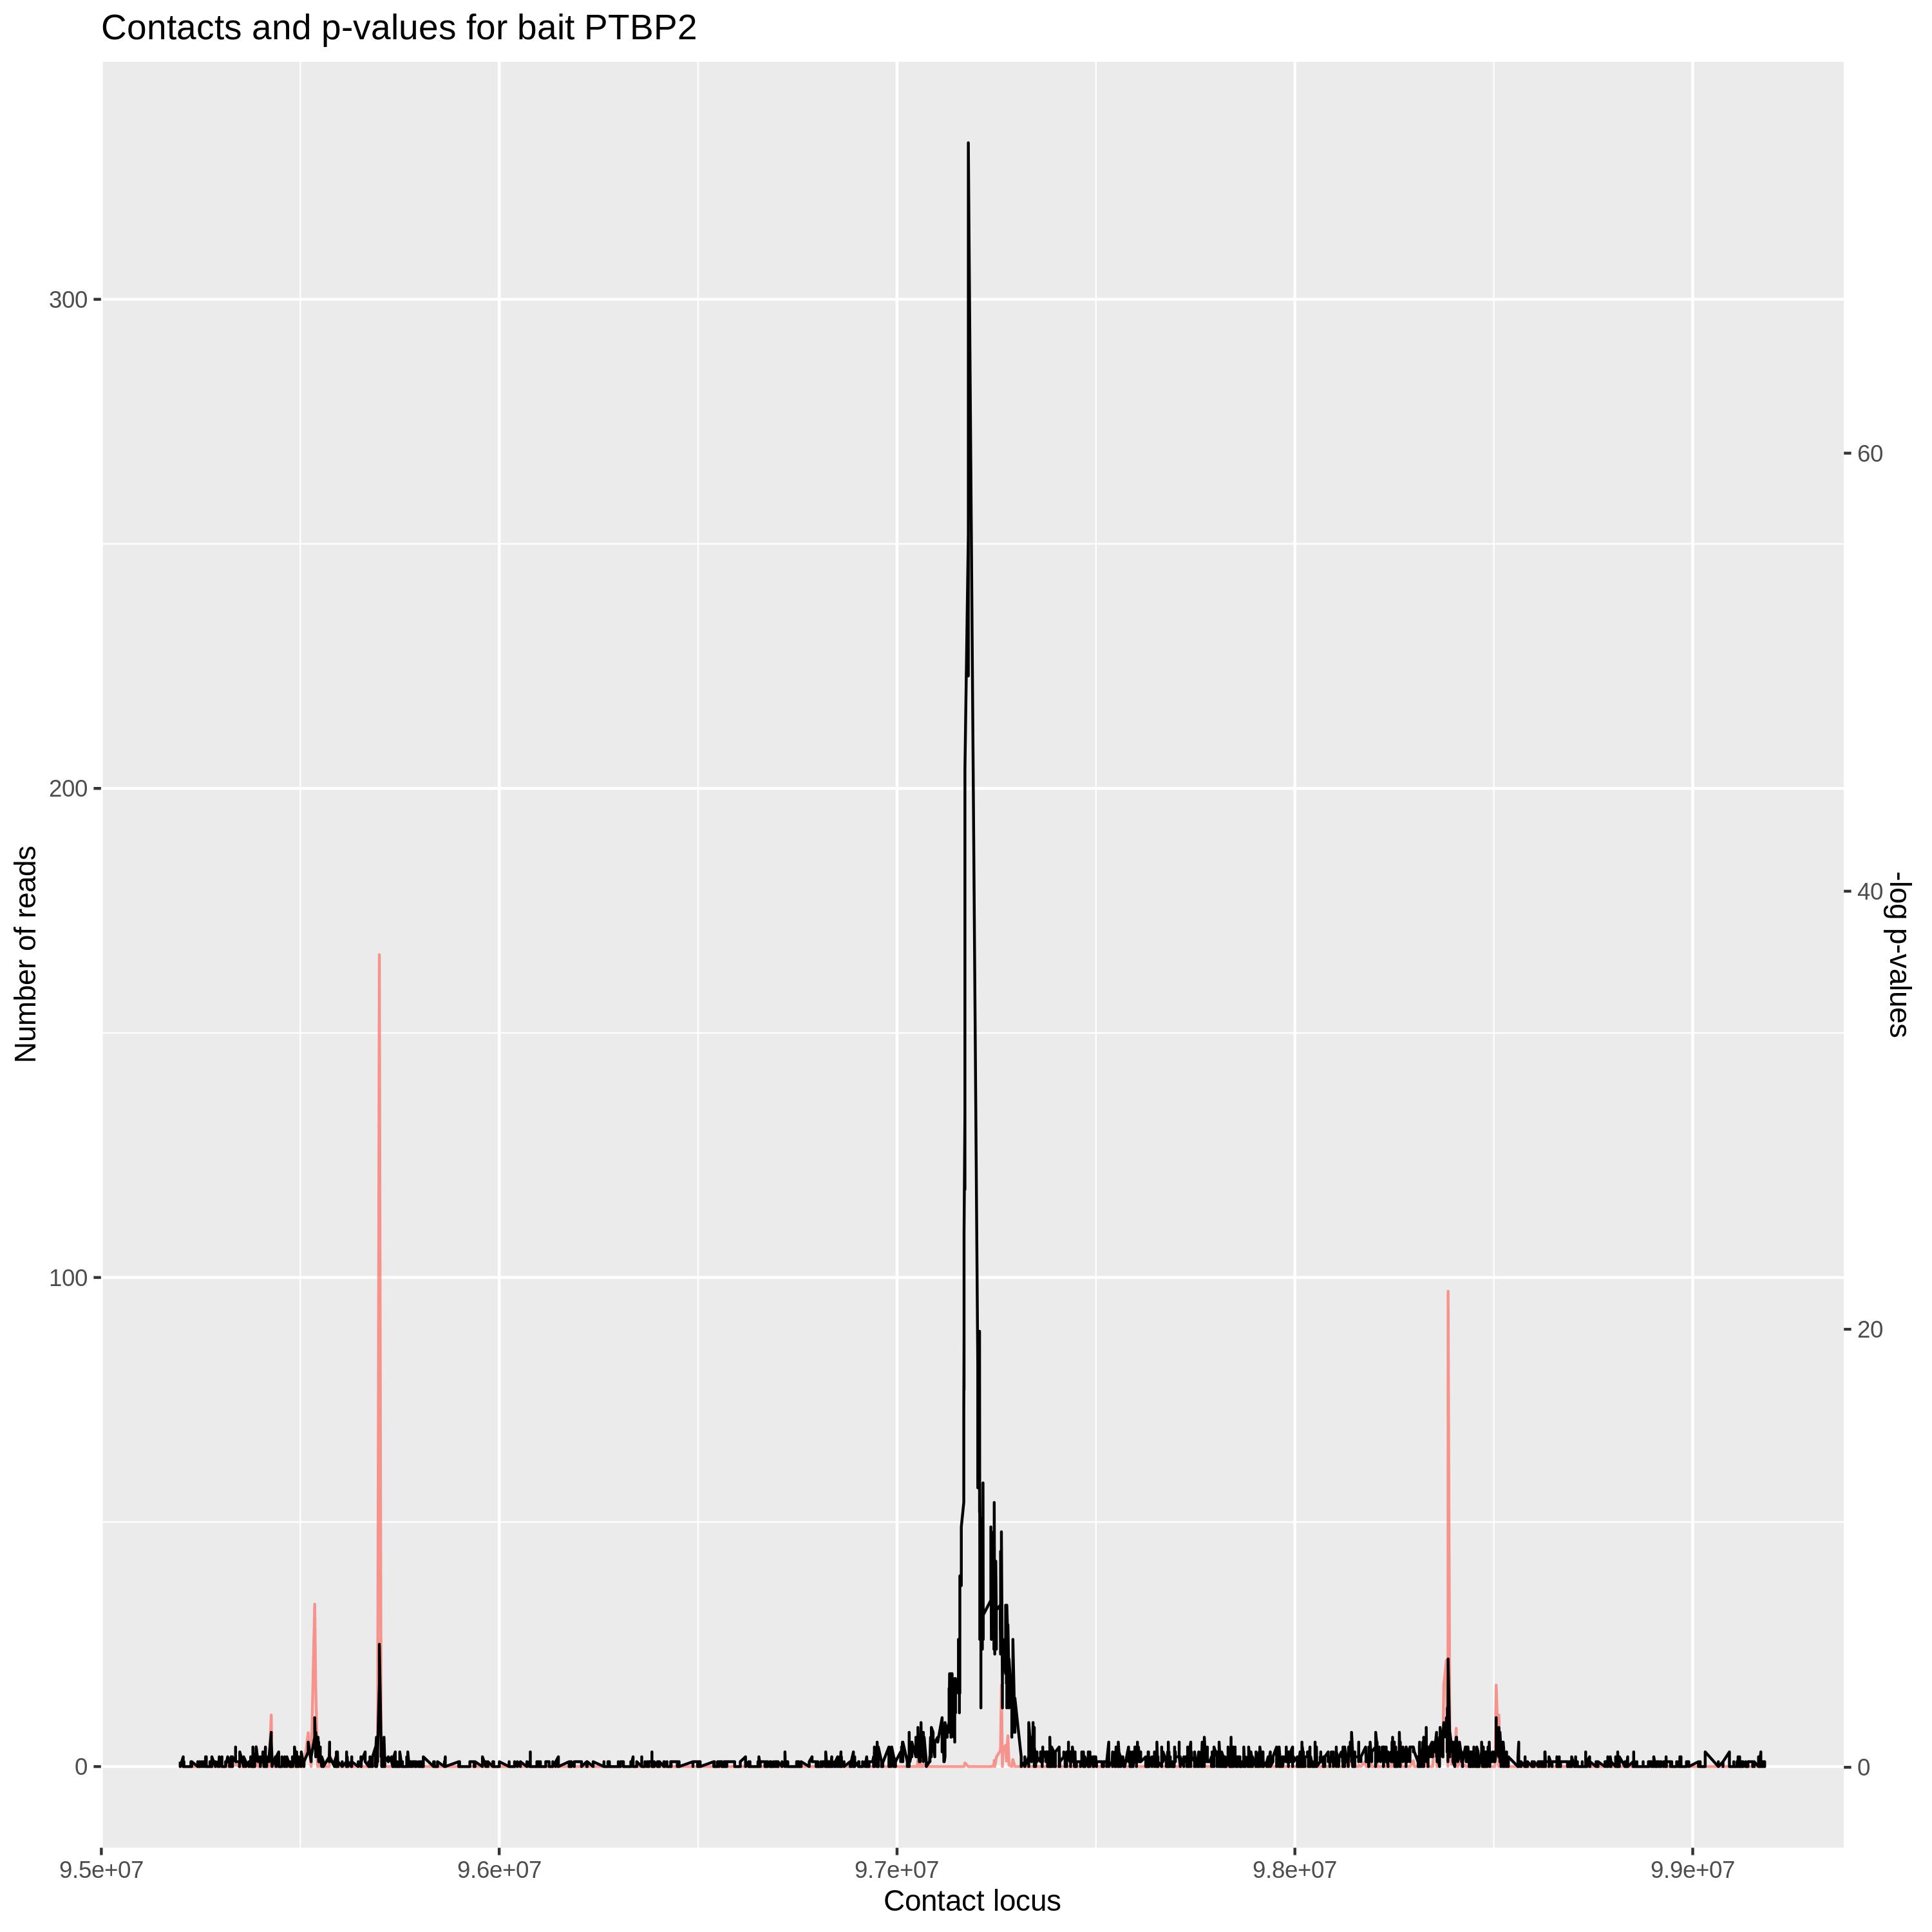 Contacts and p-values for bait PTBP2
300
200
100
0
Number of reads
60
40
20
0
-log p-values
9.5e+07
9.6e+07
9.7e+07
9.8e+07
9.9e+07
Contact locus